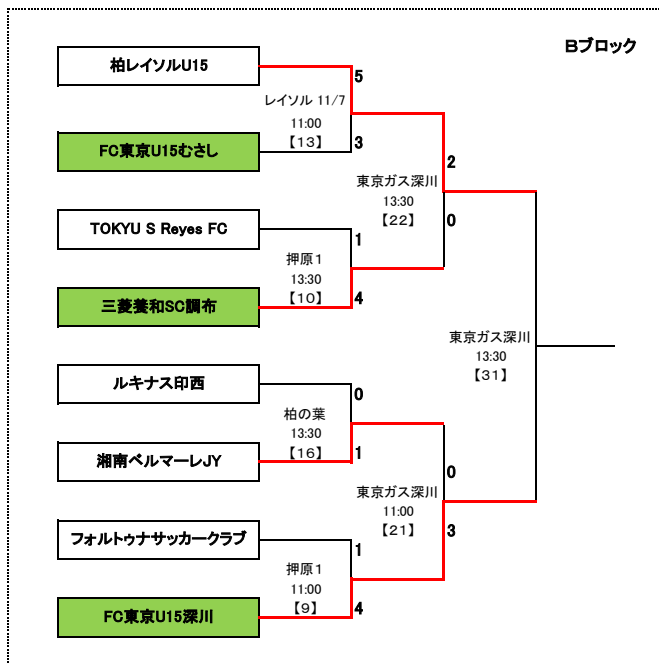 Bブロック
柏レイソルU15
5
レイソル 11/7
11:00
【13】
3
FC東京U15むさし
2
東京ガス深川
13:30
【22】
0
TOKYU S Reyes FC
1
押原1
13:30
【10】
4
三菱養和SC調布
東京ガス深川
13:30
【31】
ルキナス印西
0
柏の葉
13:30
【16】
1
湘南ベルマーレJY
0
東京ガス深川
11:00
【21】
3
フォルトゥナサッカークラブ
1
押原1
11:00
【9】
4
FC東京U15深川